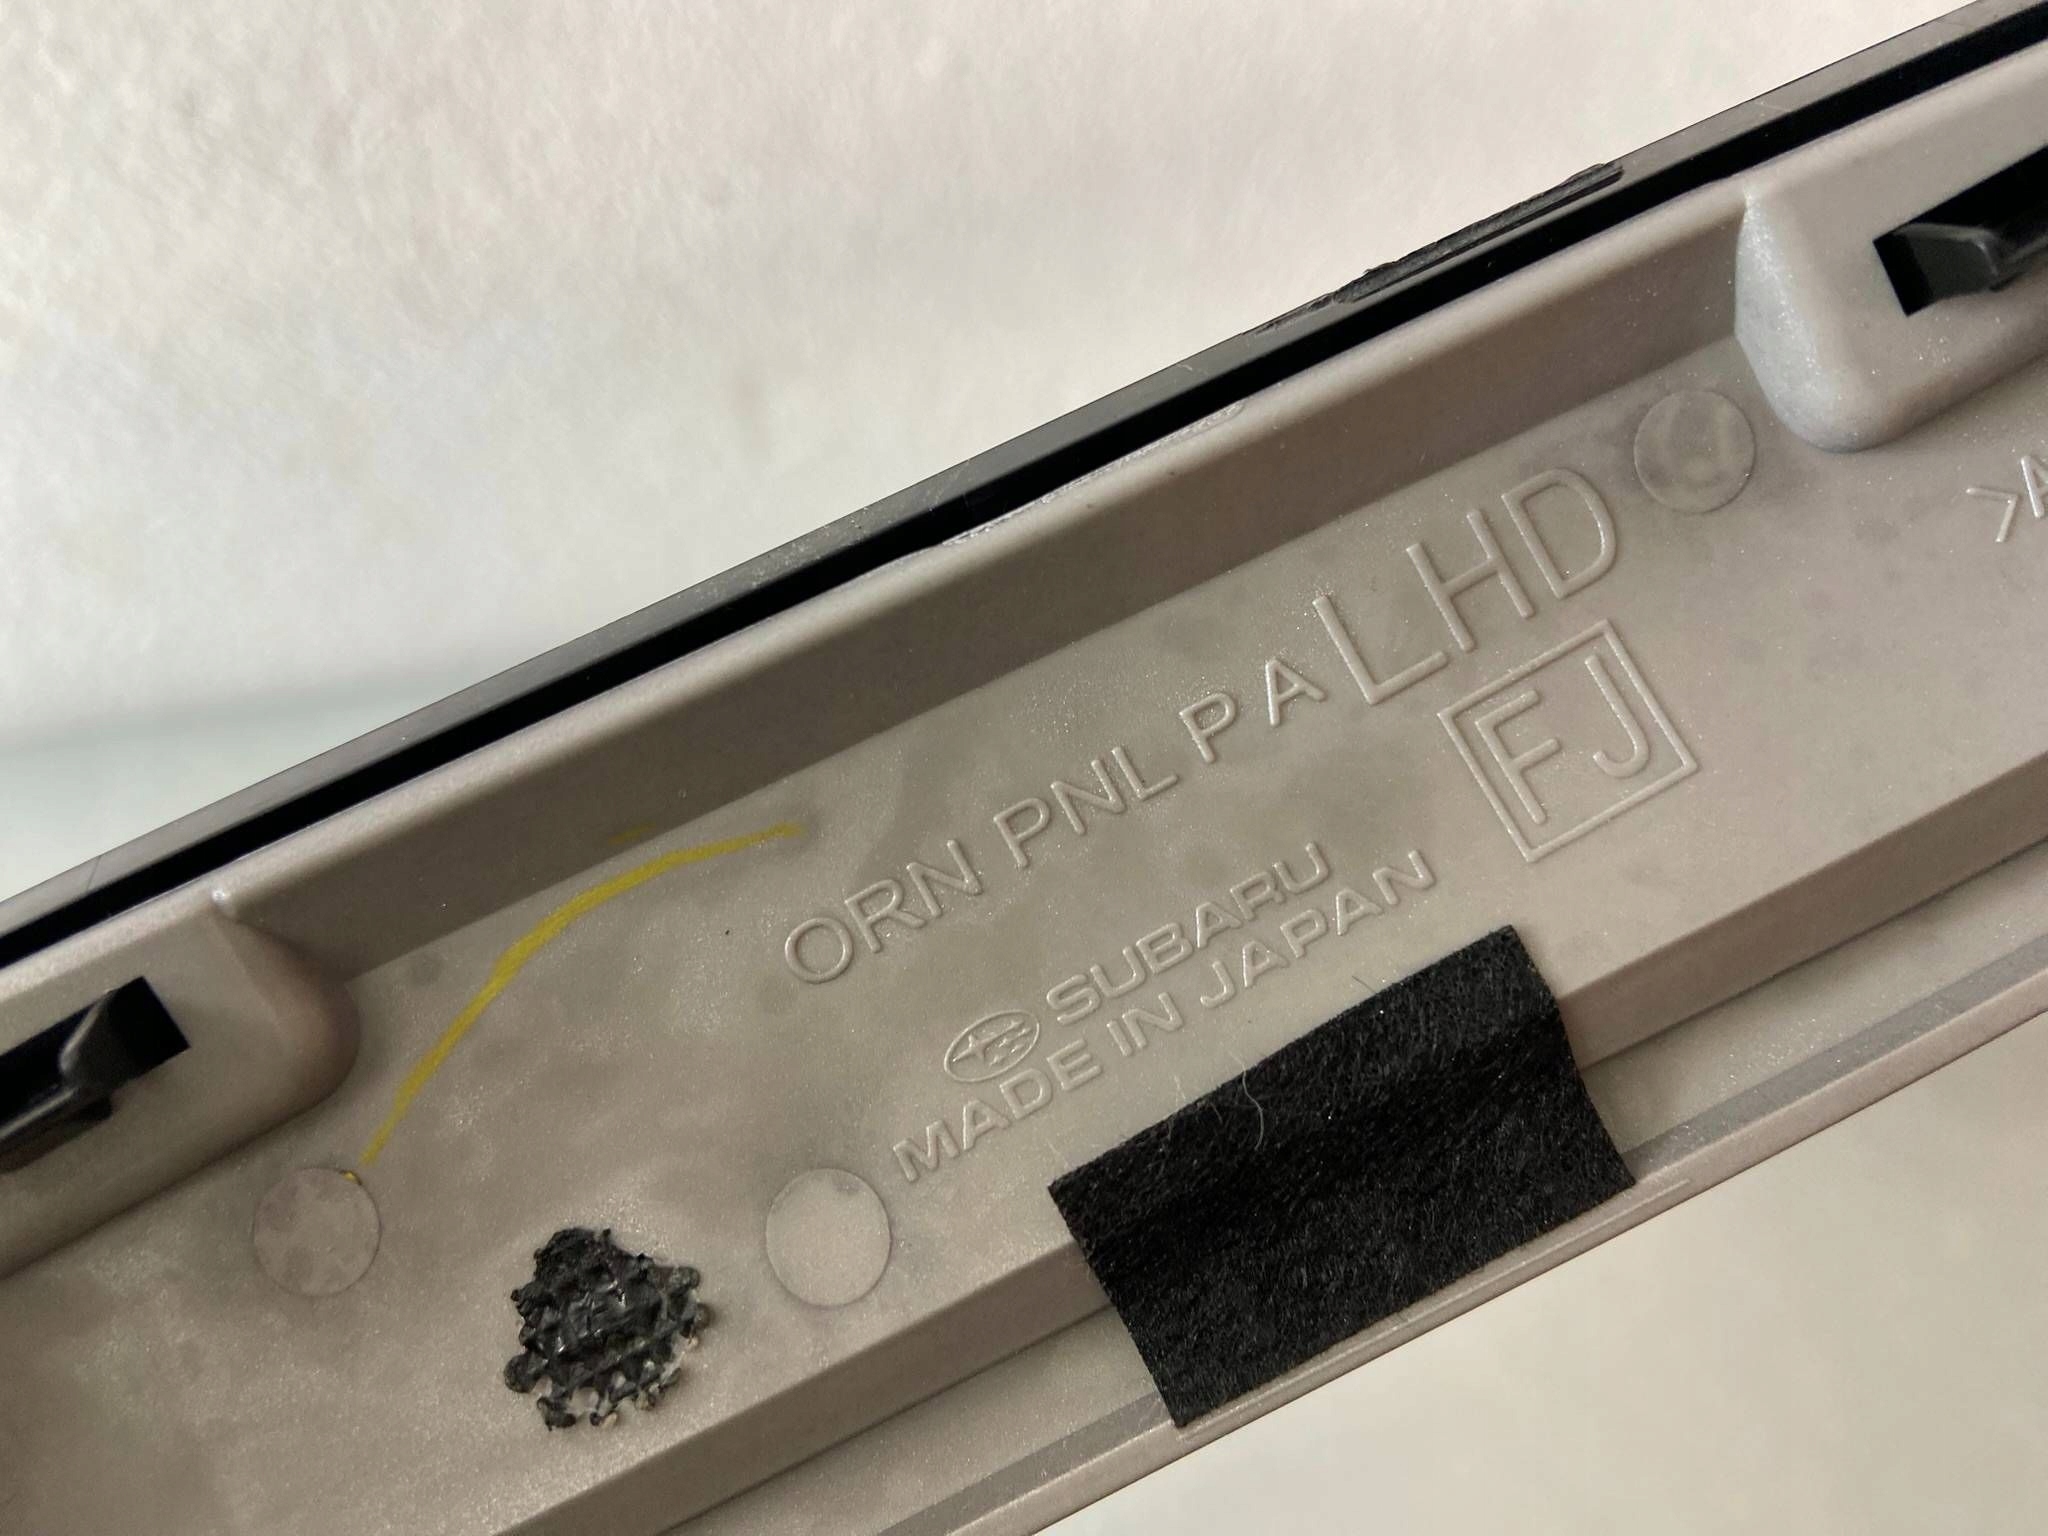 ORN PNL PA LHD
FJ
SUBARU
MADE IN JAPAN
>A